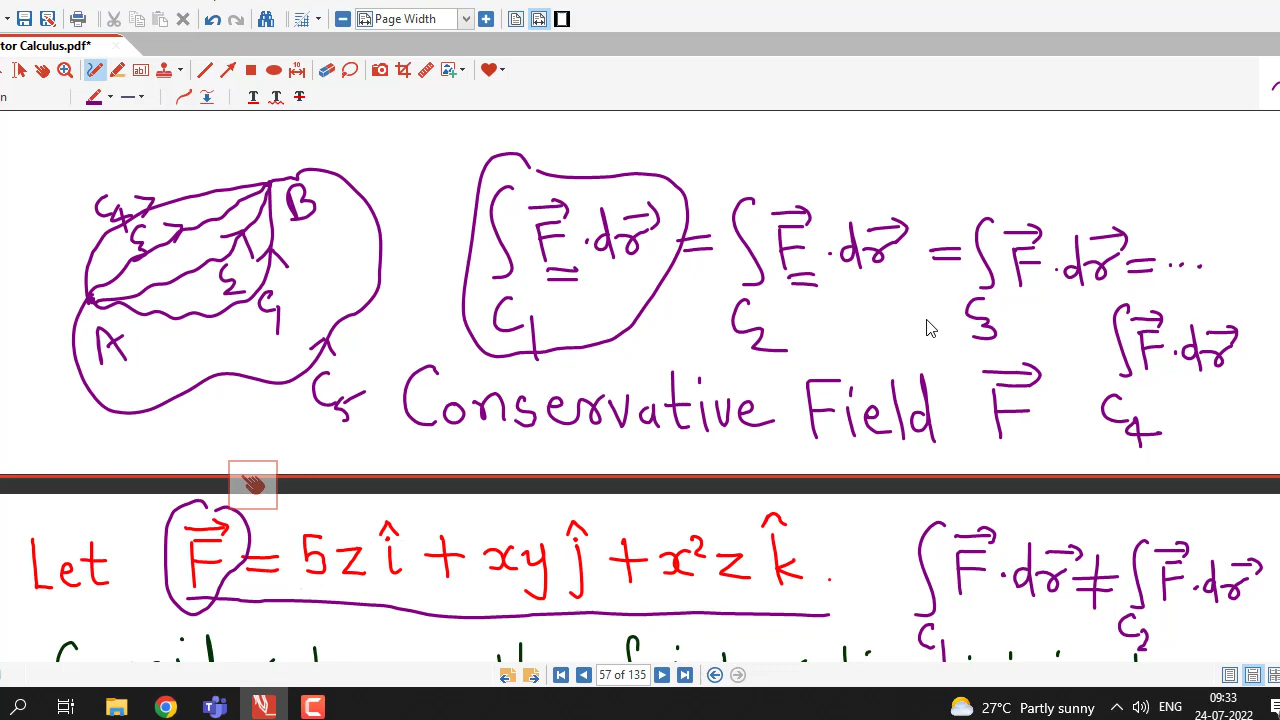 Page Width
tor Calculus.pdf*
n
C4
C3
C2
C1
A
B
C5
∫C1 F⃗ · dr⃗ = ∫C2 F⃗ · dr⃗ = ∫C3 F⃗ · dr⃗ = ...
∫C4 F⃗ · dr⃗
Conservative Field F⃗
Let F⃗ = 5z î + xy ĵ + x² z k̂ .
∫C1 F⃗ · dr⃗ ≠ ∫C2 F⃗ · dr⃗
57 of 135
27°C Partly sunny
ENG
09:33
24-07-2022